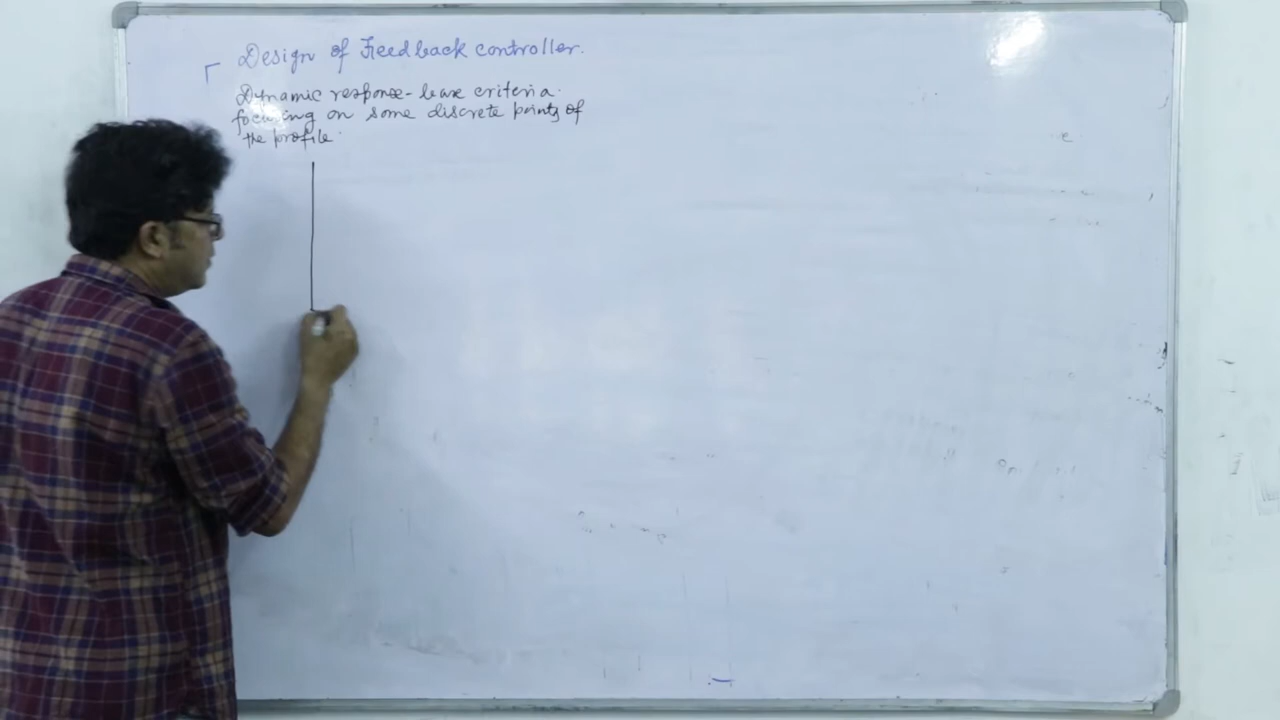 Design of Feedback controller.
Dynamic response-base criteria.
focusing on some discrete points of
the profile.